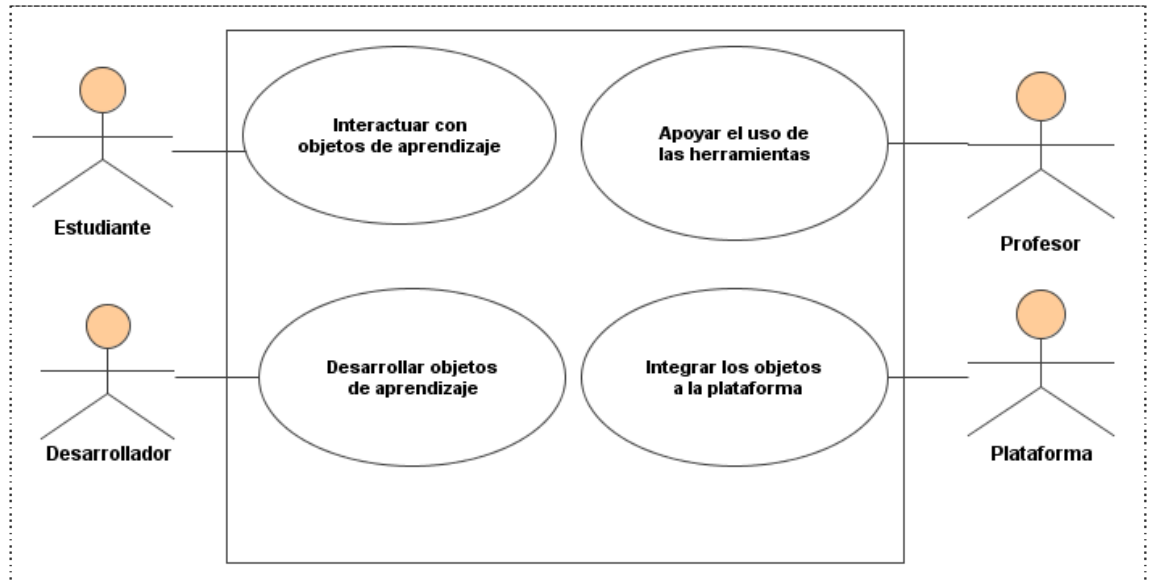 Interactuar con
objetos de aprendizaje
Apoyar el uso de
las herramientas
Estudiante
Profesor
Desarrollar objetos
de aprendizaje
Integrar los objetos
a la plataforma
Desarrollador
Plataforma